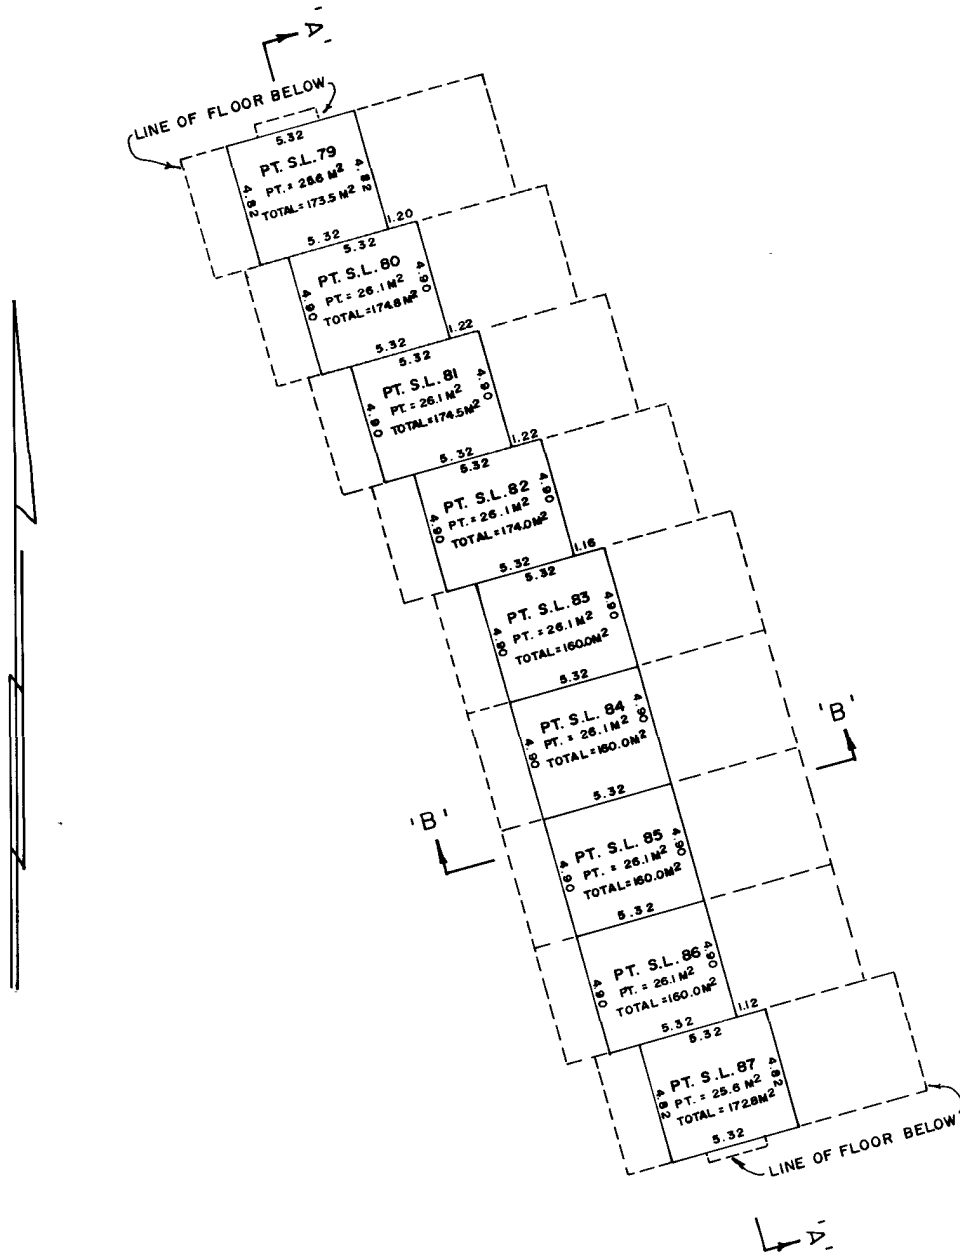 'A'
LINE OF FLOOR BELOW
5.32
PT. S.L. 79
PT. = 25.6 M²
TOTAL = 173.5 M²
4.82
4.82
5.32
1.20
5.32
PT. S.L. 80
PT. = 26.1 M²
TOTAL = 174.8 M²
4.90
4.90
5.32
1.22
5.32
PT. S.L. 81
PT. = 26.1 M²
TOTAL = 174.5 M²
4.90
4.90
5.32
1.22
5.32
PT. S.L. 82
PT. = 26.1 M²
TOTAL = 174.0 M²
4.90
4.90
5.32
1.16
5.32
PT. S.L. 83
PT. = 26.1 M²
TOTAL = 160.0 M²
4.90
4.90
5.32
PT. S.L. 84
PT. = 26.1 M²
TOTAL = 160.0 M²
4.90
4.90
5.32
'B'
'B'
PT. S.L. 85
PT. = 26.1 M²
TOTAL = 160.0 M²
4.90
4.90
5.32
PT. S.L. 86
PT. = 26.1 M²
TOTAL = 160.0 M²
4.90
4.90
5.32
1.12
5.32
PT. S.L. 87
PT. = 25.6 M²
TOTAL = 172.8 M²
4.82
4.82
5.32
LINE OF FLOOR BELOW
'A'